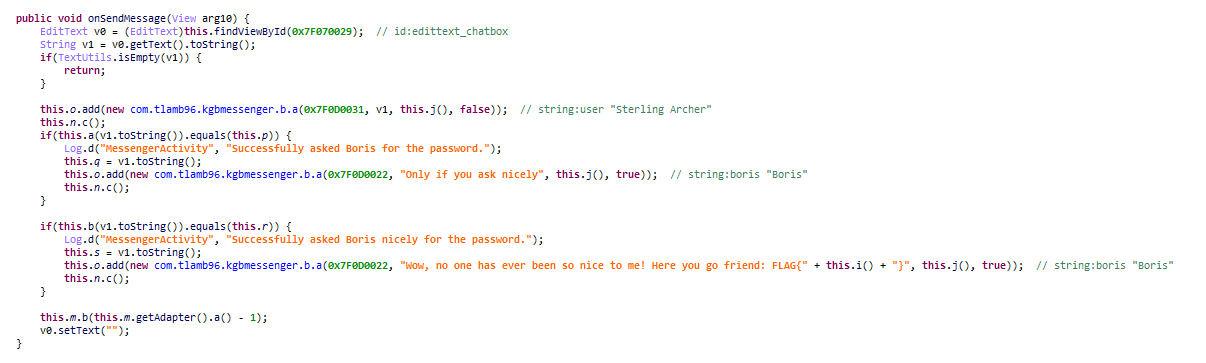 public void onSendMessage(View arg10) {
    EditText v0 = (EditText)this.findViewById(0x7F070029);  // id:edittext_chatbox
    String v1 = v0.getText().toString();
    if(TextUtils.isEmpty(v1)) {
        return;
    }

    this.o.add(new com.tlamb96.kgbmessenger.b.a(0x7F0D0031, v1, this.j(), false));  // string:user "Sterling Archer"
    this.n.c();
    if(this.a(v1.toString()).equals(this.p)) {
        Log.d("MessengerActivity", "Successfully asked Boris for the password.");
        this.q = v1.toString();
        this.o.add(new com.tlamb96.kgbmessenger.b.a(0x7F0D0022, "Only if you ask nicely", this.j(), true));  // string:boris "Boris"
        this.n.c();
    }

    if(this.b(v1.toString()).equals(this.r)) {
        Log.d("MessengerActivity", "Successfully asked Boris nicely for the password.");
        this.s = v1.toString();
        this.o.add(new com.tlamb96.kgbmessenger.b.a(0x7F0D0022, "Wow, no one has ever been so nice to me! Here you go friend: FLAG{" + this.i() + "}", this.j(), true));  // string:boris "Boris"
        this.n.c();
    }

    this.m.b(this.m.getAdapter().a() - 1);
    v0.setText("");
}